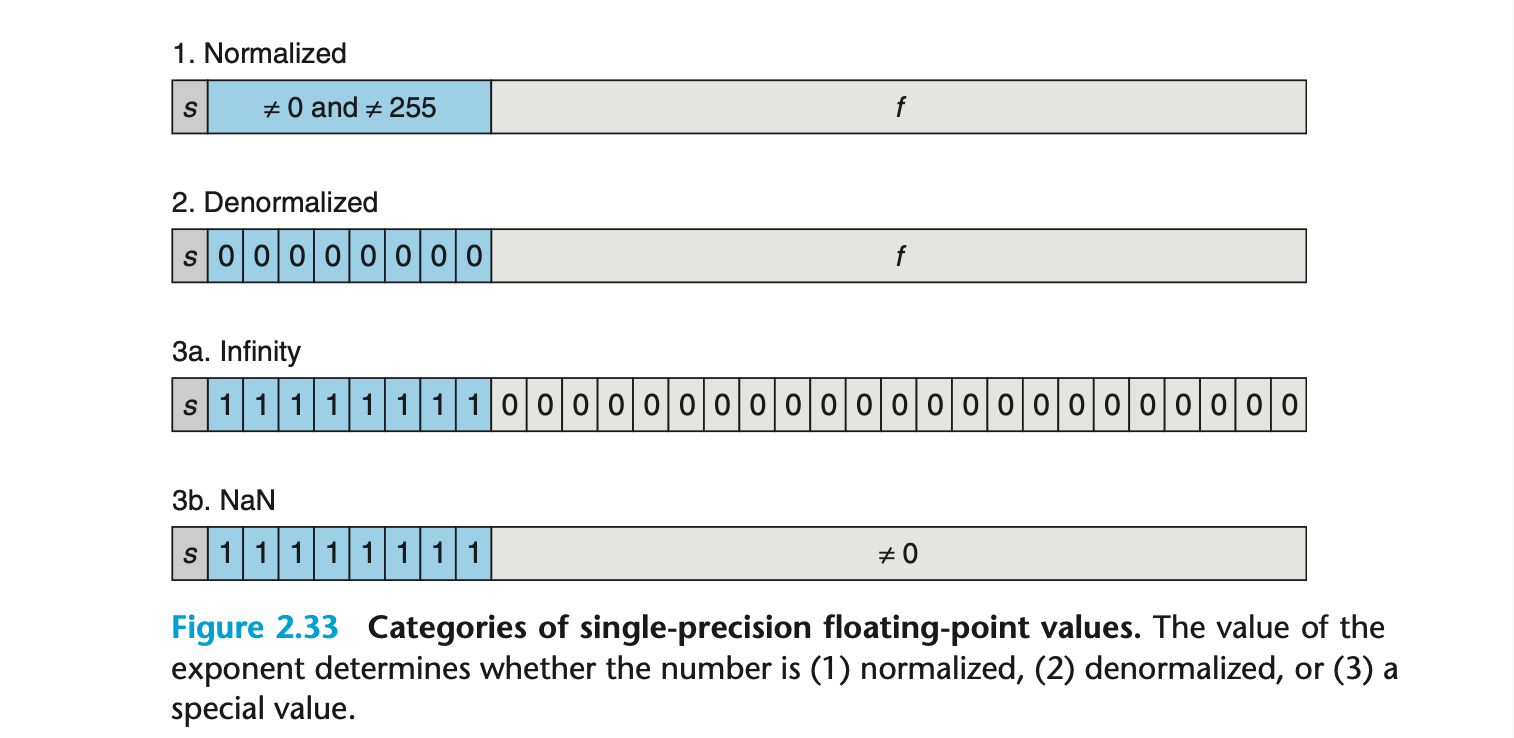 1. Normalized
s ≠ 0 and ≠ 255 f
2. Denormalized
s 0 0 0 0 0 0 0 0 f
3a. Infinity
s 1 1 1 1 1 1 1 1 0 0 0 0 0 0 0 0 0 0 0 0 0 0 0 0 0 0 0 0 0 0 0
3b. NaN
s 1 1 1 1 1 1 1 1 ≠ 0
Figure 2.33 Categories of single-precision floating-point values. The value of the
exponent determines whether the number is (1) normalized, (2) denormalized, or (3) a
special value.